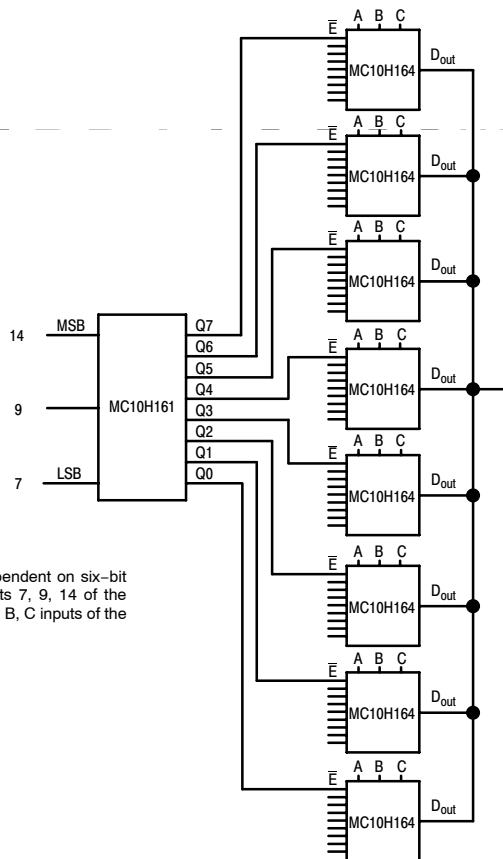 E A B C
MC10H164 Dout
E A B C
MC10H164 Dout
E A B C
MC10H164 Dout
E A B C
MC10H164 Dout
E A B C
MC10H164 Dout
E A B C
MC10H164 Dout
E A B C
MC10H164 Dout
E A B C
MC10H164 Dout
14 MSB
9 MC10H161
7 LSB
Q7
Q6
Q5
Q4
Q3
Q2
Q1
Q0
pendent on six–bit
ts 7, 9, 14 of the
B, C inputs of the